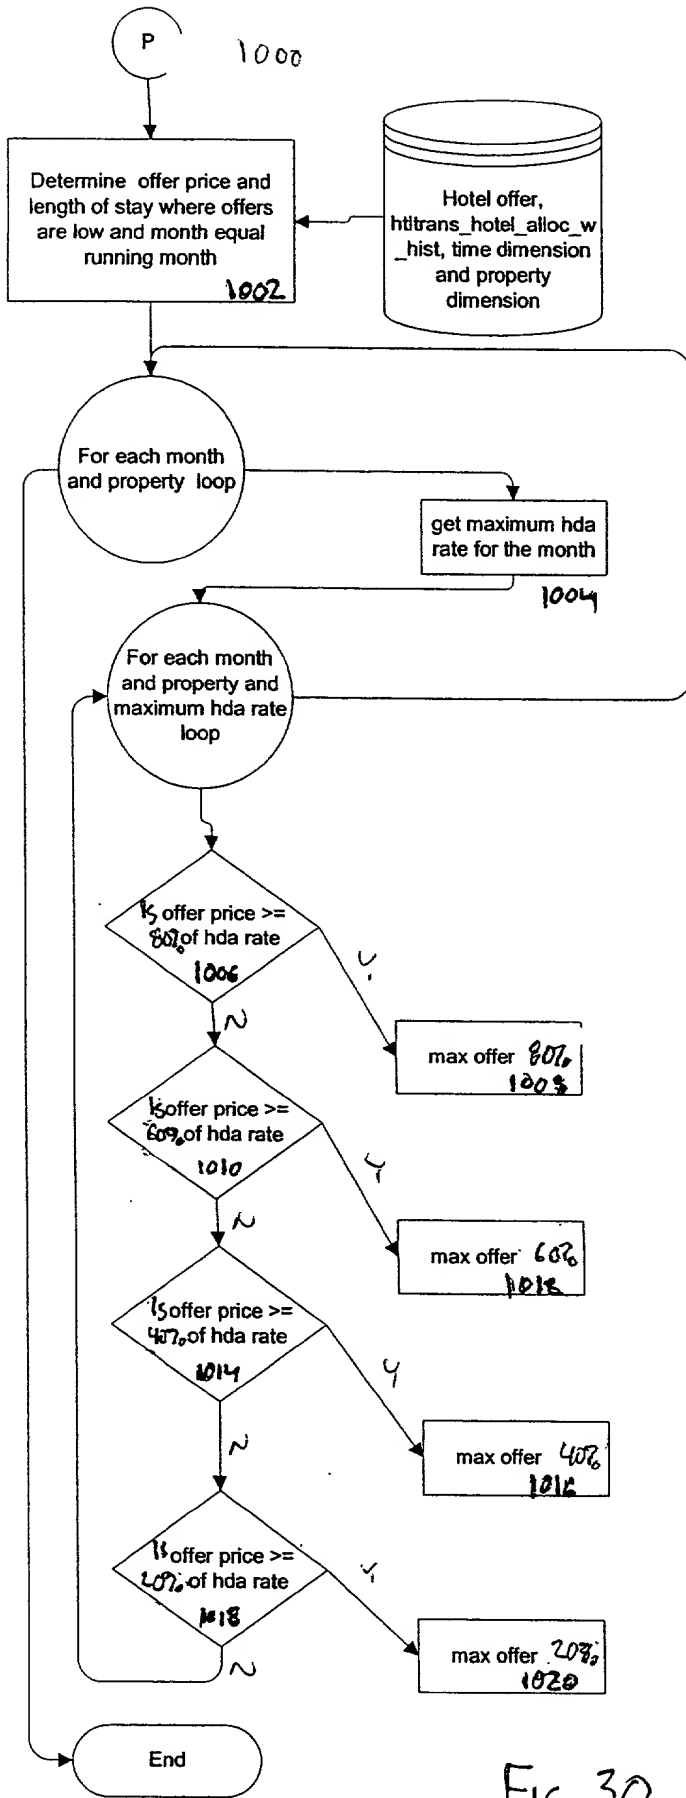 P
1000
Determine offer price and
length of stay where offers
are low and month equal
running month
1002
Hotel offer,
htltrans_hotel_alloc_w
_hist, time dimension
and property
dimension
For each month
and property loop
get maximum hda
rate for the month
1004
For each month
and property and
maximum hda rate
loop
Is offer price >=
80% of hda rate
1006
Y
N
max offer 80%
1008
Is offer price >=
60% of hda rate
1010
Y
N
max offer 60%
1018
Is offer price >=
40% of hda rate
1014
Y
N
max offer 40%
1016
Is offer price >=
20% of hda rate
1018
Y
N
max offer 20%
1020
End
FIG 30